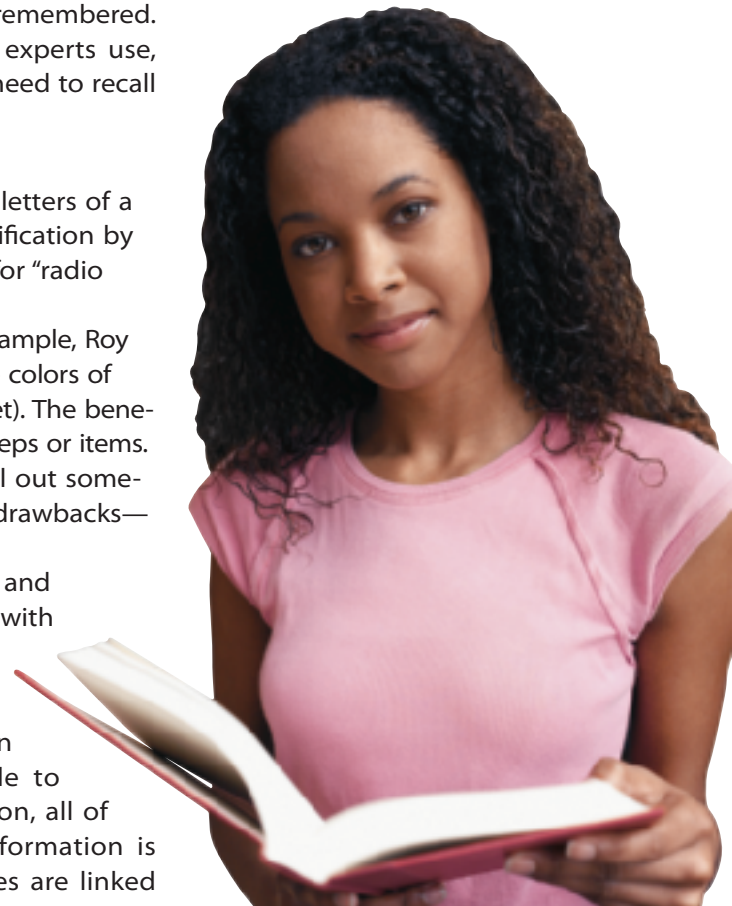 remembered.
experts use,
need to recall
letters of a
ification by
or “radio
ample, Roy
colors of
et). The bene-
eps or items.
l out some-
drawbacks—
and
with
n
le to
on, all of
formation is
es are linked